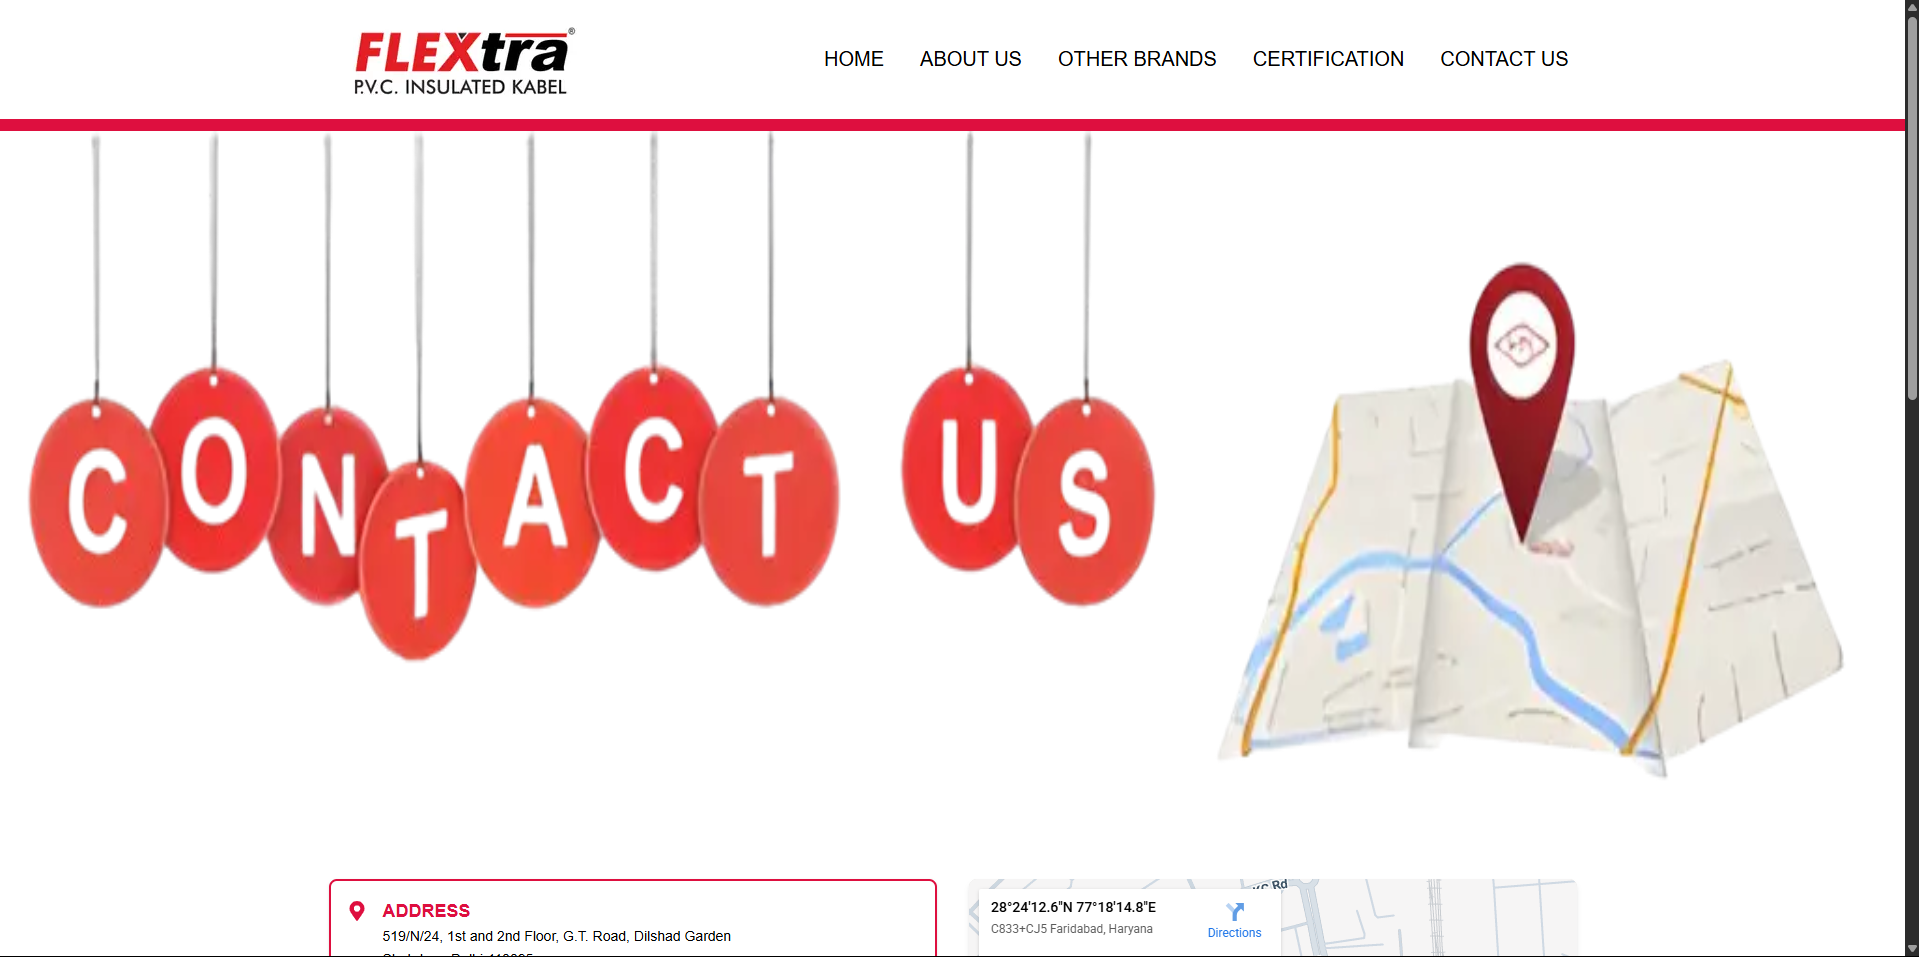 FLEXtra®
P.V.C. INSULATED KABEL
HOME ABOUT US OTHER BRANDS CERTIFICATION CONTACT US
CONTACT US
ADDRESS
519/N/24, 1st and 2nd Floor, G.T. Road, Dilshad Garden
Rd
28°24'12.6"N 77°18'14.8"E
C833+CJ5 Faridabad, Haryana
Directions